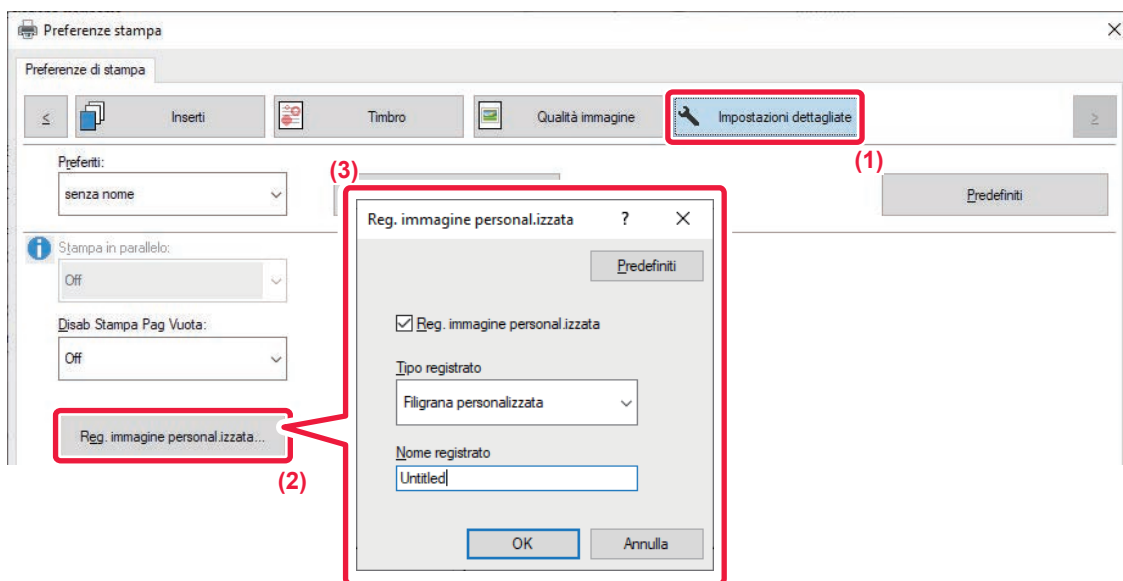 Preferenze stampa
Preferenze di stampa
< Inserti Timbro Qualità immagine Impostazioni dettagliate >
(1)
Preferiti:
senza nome
(3)
Predefiniti
Stampa in parallelo:
Off
Disab Stampa Pag Vuota:
Off
Reg. immagine personal.izzata...
(2)
Reg. immagine personal.izzata ?
Predefiniti
Reg. immagine personal.izzata
Tipo registrato
Filigrana personalizzata
Nome registrato
Untitled
OK Annulla